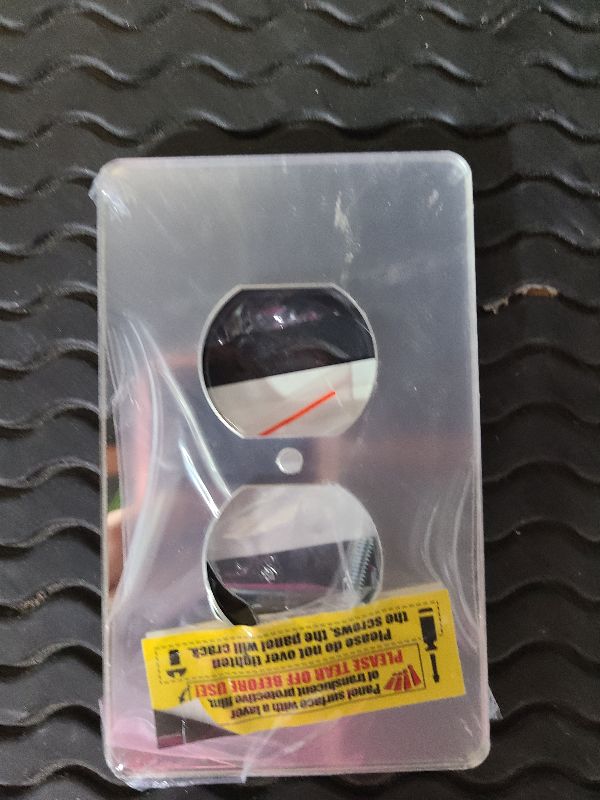 Panel surface with a layer
of translucent protective film,
PLEASE TEAR OFF BEFORE USE!
Please do not over tighten
the screws, the panel will crack.